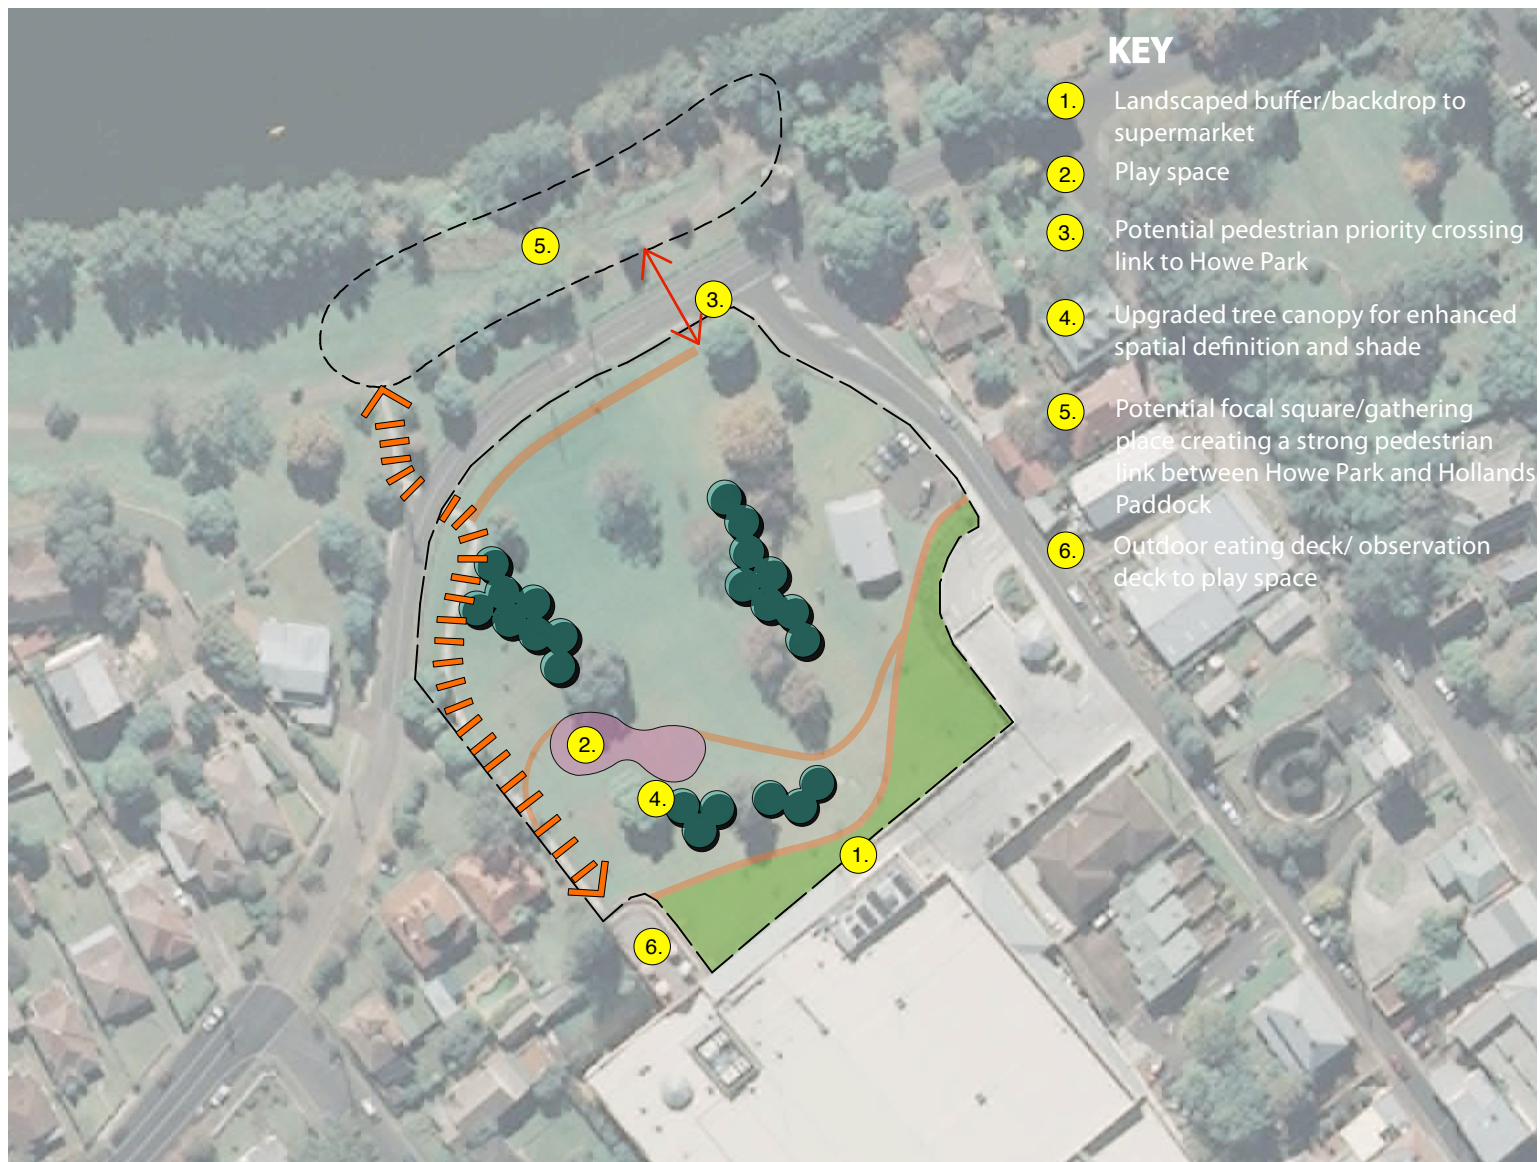 KEY
1. Landscaped buffer/backdrop to
supermarket
2. Play space
3. Potential pedestrian priority crossing
link to Howe Park
4. Upgraded tree canopy for enhanced
spatial definition and shade
5. Potential focal square/gathering
place creating a strong pedestrian
link between Howe Park and Hollands
Paddock
6. Outdoor eating deck/ observation
deck to play space
5.
3.
2.
4.
1.
6.